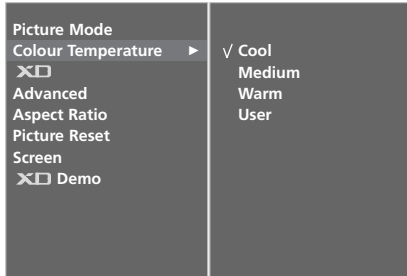 Picture Mode
Colour Temperature ►
XD
Advanced
Aspect Ratio
Picture Reset
Screen
XD Demo
√ Cool
Medium
Warm
User